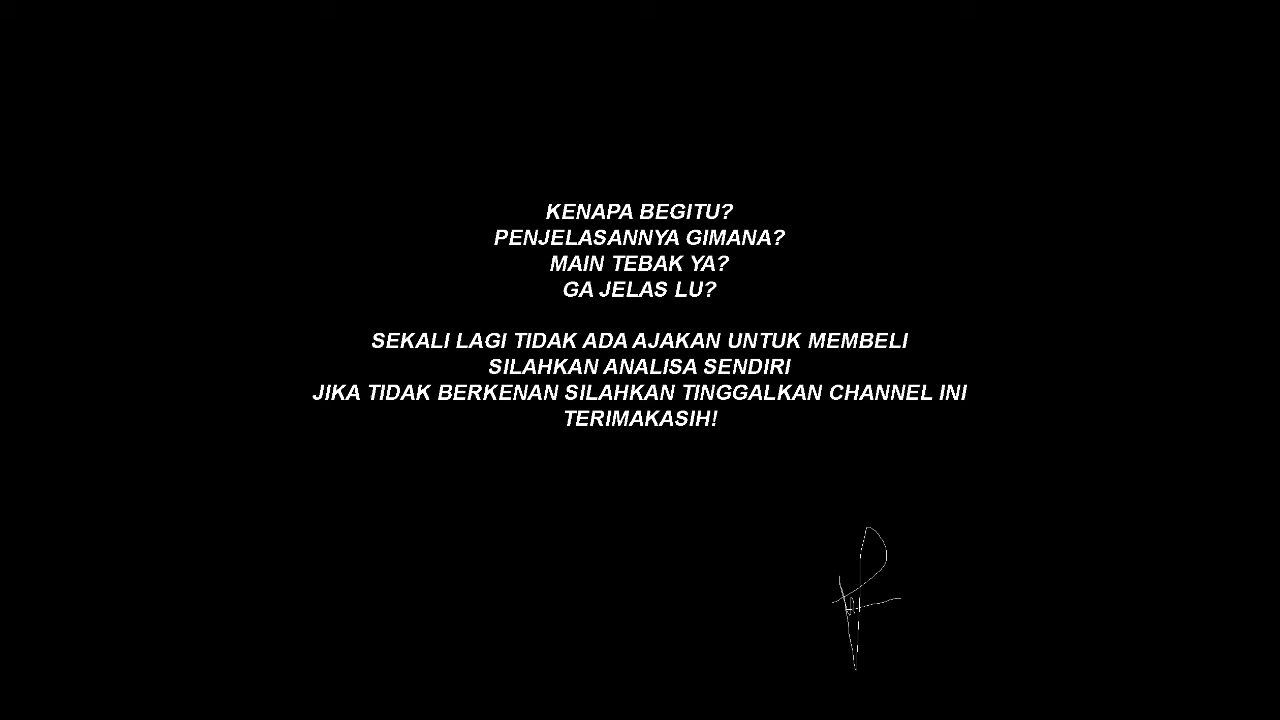 KENAPA BEGITU?
PENJELASANNYA GIMANA?
MAIN TEBAK YA?
GA JELAS LU?
SEKALI LAGI TIDAK ADA AJAKAN UNTUK MEMBELI
SILAHKAN ANALISA SENDIRI
JIKA TIDAK BERKENAN SILAHKAN TINGGALKAN CHANNEL INI
TERIMAKASIH!